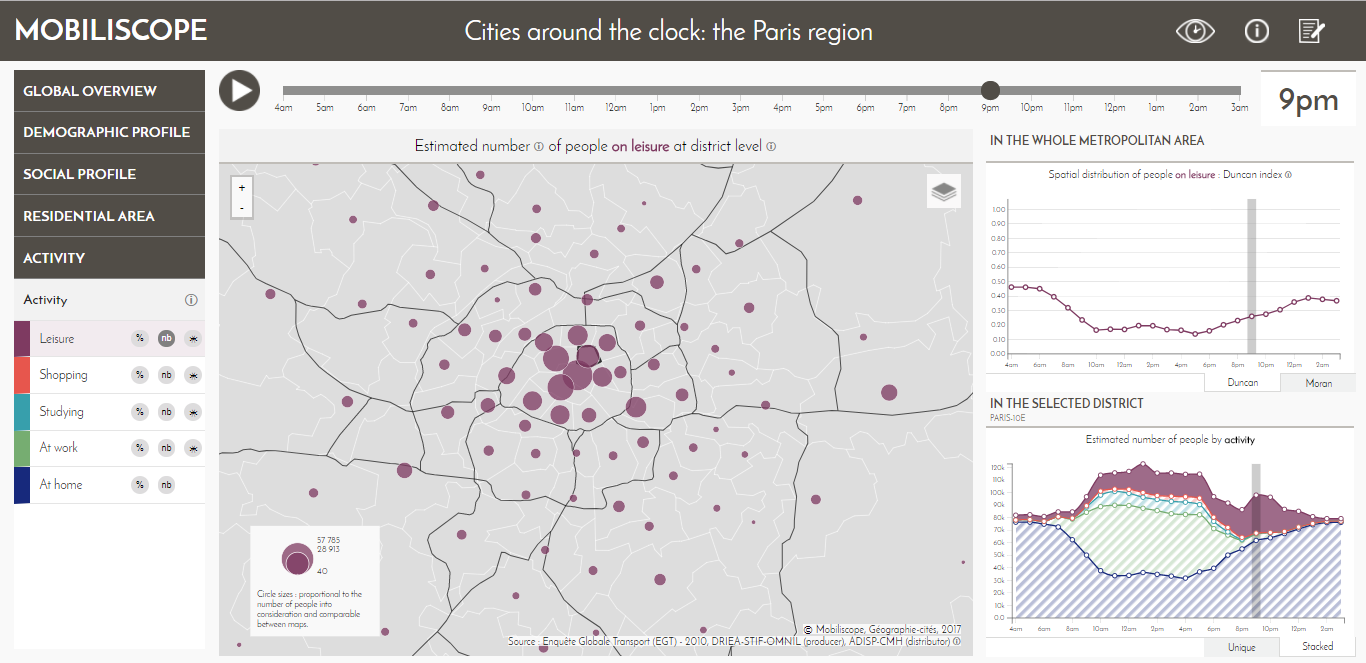 MOBILISCOPE
Cities around the clock: the Paris region
GLOBAL OVERVIEW
DEMOGRAPHIC PROFILE
SOCIAL PROFILE
RESIDENTIAL AREA
ACTIVITY
Activity
Leisure % nb
Shopping % nb
Studying % nb
At work % nb
At home % nb
4am 5am 6am 7am 8am 9am 10am 11am 12am 1pm 2pm 3pm 4pm 5pm 6pm 7pm 8pm 9pm 10pm 11pm 12pm 1am 2am 3am
9pm
Estimated number of people on leisure at district level
+
-
57 785
28 913
40
Circle sizes : proportional to the
number of people into
consideration and comparable
between maps.
© Mobiliscope, Géographie-cités, 2017
Source : Enquête Globale Transport (EGT) - 2010, DRIEA-STIF-OMNIL (producer), ADISP-CMH (distributor)
IN THE WHOLE METROPOLITAN AREA
Spatial distribution of people on leisure : Duncan index
1.00
0.90
0.80
0.70
0.60
0.50
0.40
0.30
0.20
0.10
0.00
4am 6am 8am 10am 12am 2pm 4pm 6pm 8pm 10pm 12pm 2am
Duncan Moran
IN THE SELECTED DISTRICT
PARIS-10E
Estimated number of people by activity
120k
110k
100k
90k
80k
70k
60k
50k
40k
30k
20k
10k
0.0
4am 6am 8am 10am 12am 2pm 4pm 6pm 8pm 10pm 12pm 2am
Unique Stacked